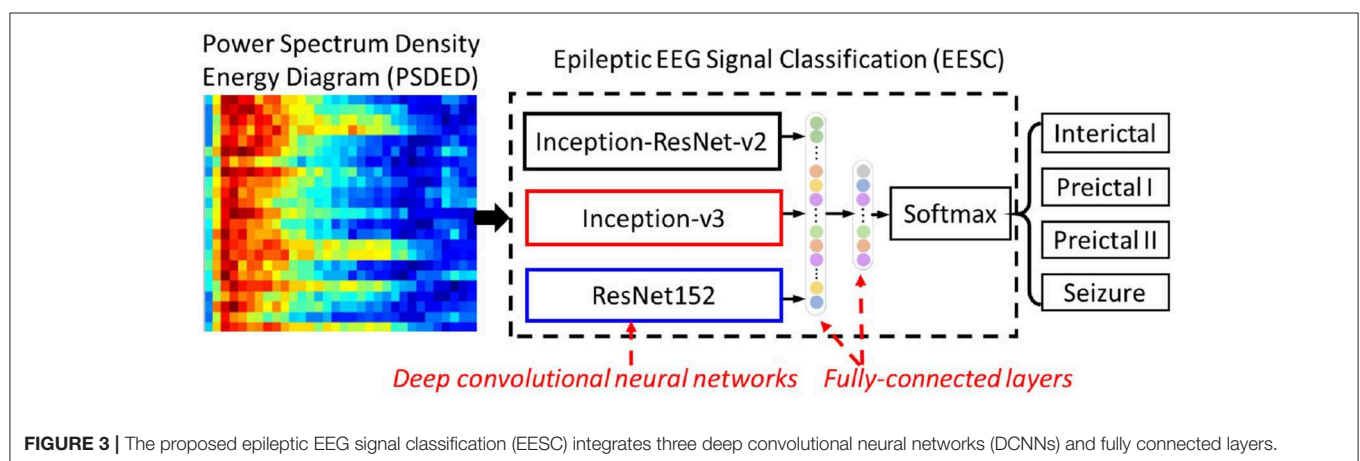 Power Spectrum Density
Energy Diagram (PSDED)
Epileptic EEG Signal Classification (EESC)
Inception-ResNet-v2
Inception-v3
ResNet152
Softmax
Interictal
Preictal I
Preictal II
Seizure
Deep convolutional neural networks
Fully-connected layers
FIGURE 3 | The proposed epileptic EEG signal classification (EESC) integrates three deep convolutional neural networks (DCNNs) and fully connected layers.